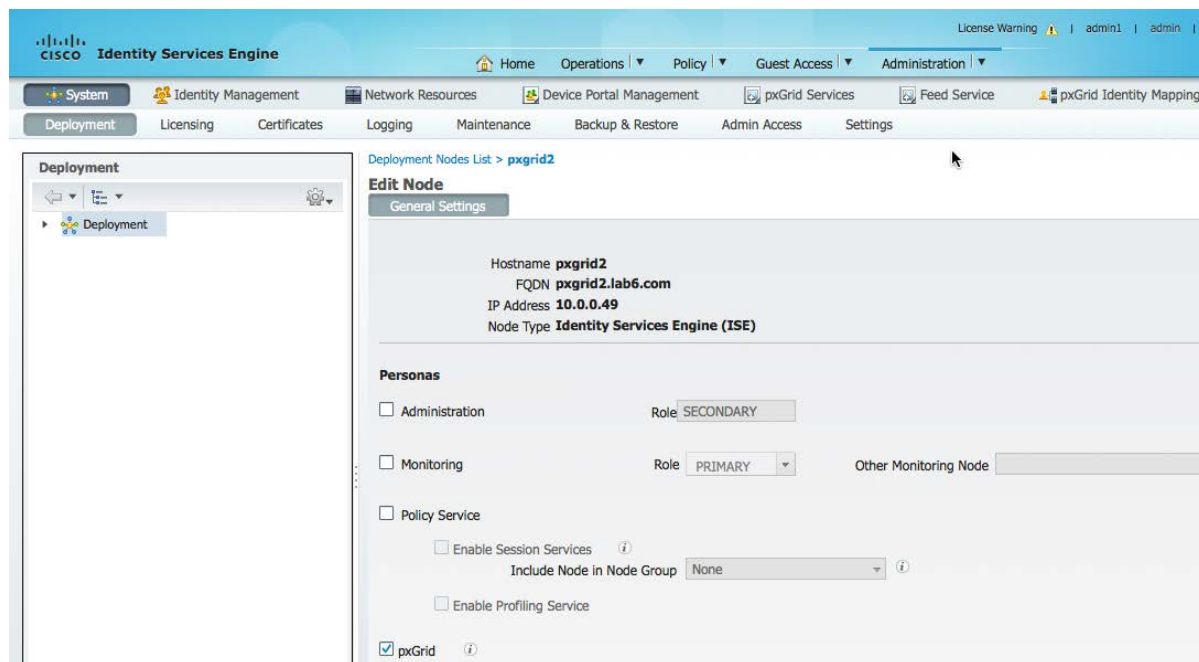 License Warning | admin1 | admin |
CISCO Identity Services Engine
Home Operations | Policy | Guest Access | Administration |
System Identity Management Network Resources Device Portal Management pxGrid Services Feed Service pxGrid Identity Mapping
Deployment Licensing Certificates Logging Maintenance Backup & Restore Admin Access Settings
Deployment
Deployment
Deployment Nodes List > pxgrid2
Edit Node
General Settings
Hostname pxgrid2
FQDN pxgrid2.lab6.com
IP Address 10.0.0.49
Node Type Identity Services Engine (ISE)
Personas
Administration Role SECONDARY
Monitoring Role PRIMARY Other Monitoring Node
Policy Service
Enable Session Services
Include Node in Node Group None
Enable Profiling Service
pxGrid